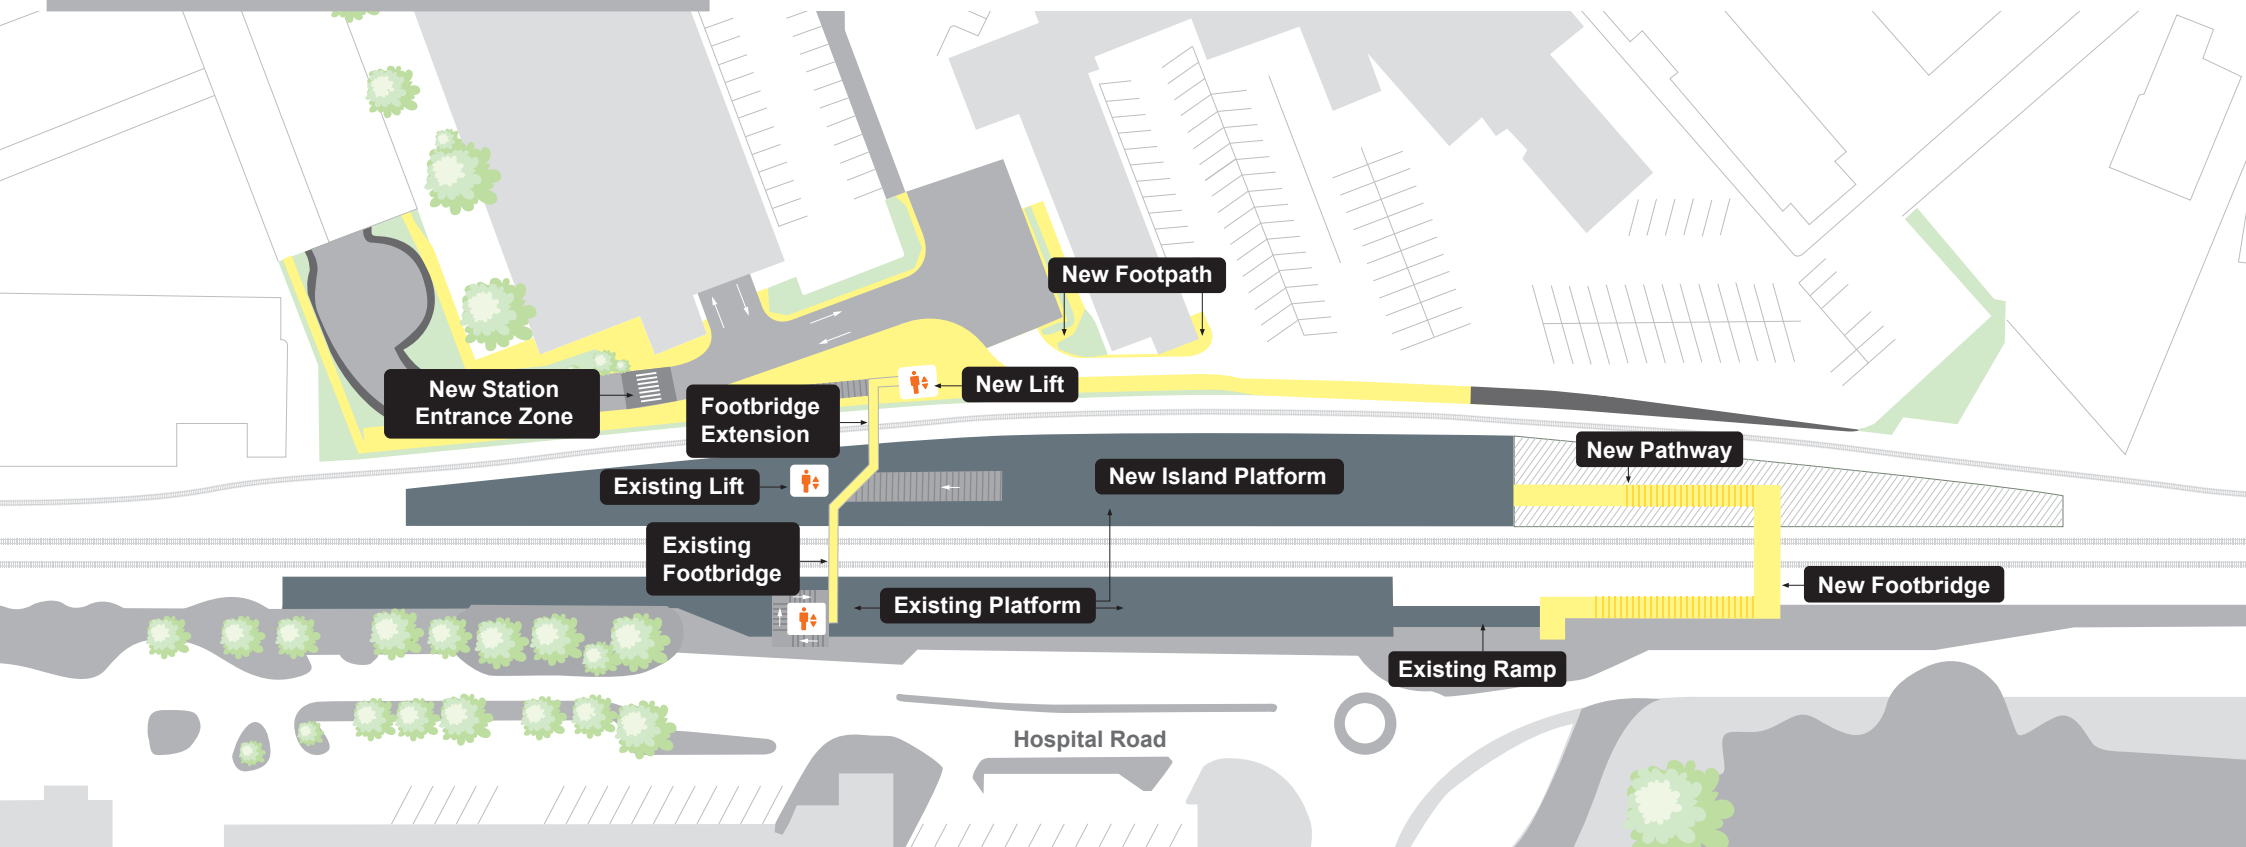 New Footpath
New Station
Entrance Zone
Footbridge
Extension
New Lift
New Pathway
Existing Lift
New Island Platform
Existing
Footbridge
New Footbridge
Existing Platform
Existing Ramp
Hospital Road